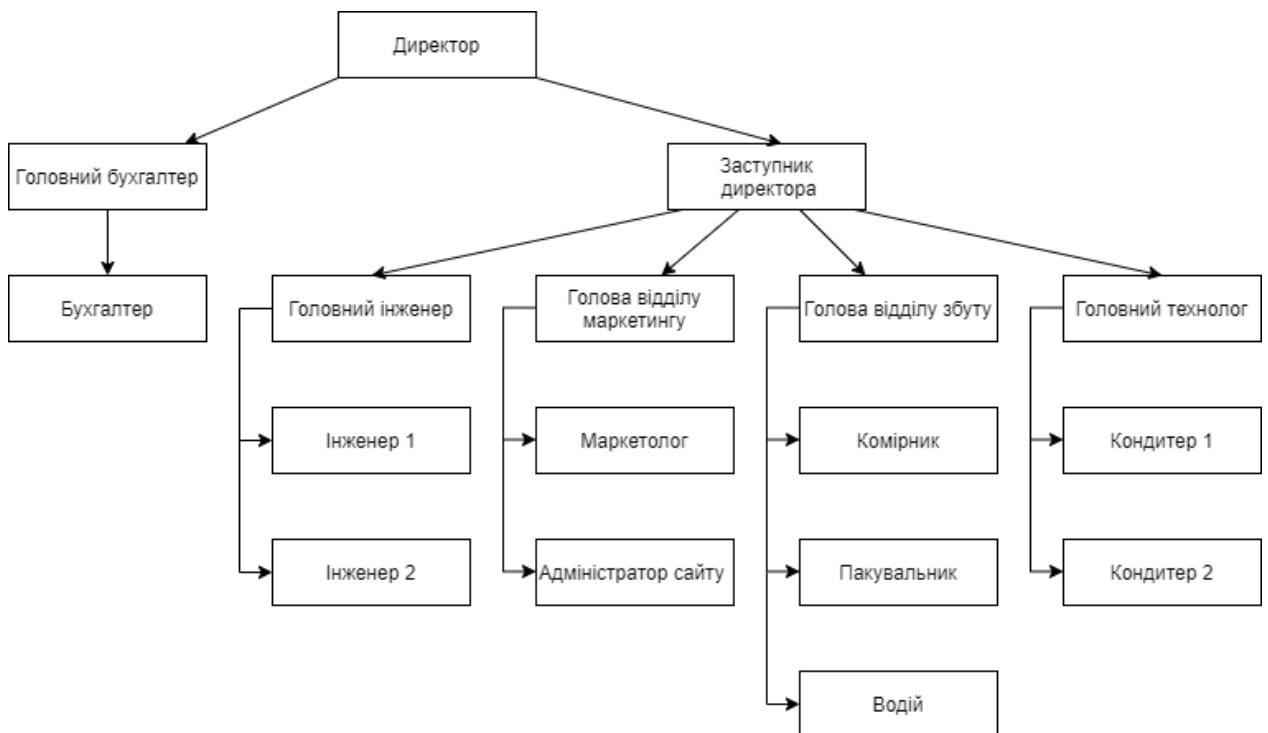 Директор
Головний бухгалтер
Заступник
директора
Бухгалтер
Головний інженер
Голова відділу
маркетингу
Голова відділу збуту
Головний технолог
Інженер 1
Маркетолог
Комірник
Кондитер 1
Інженер 2
Адміністратор сайту
Пакувальник
Кондитер 2
Водій